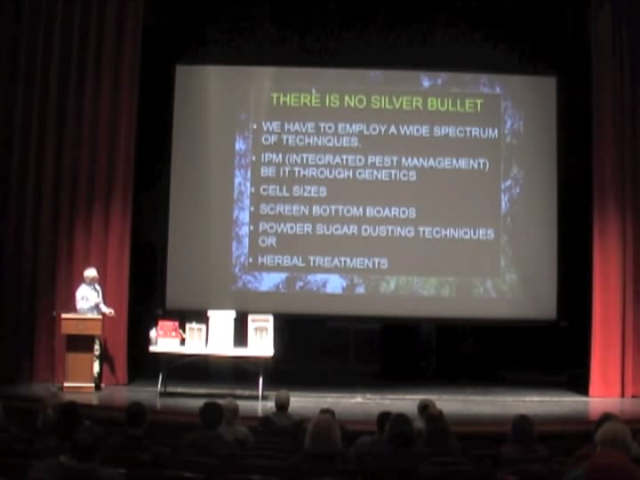 THERE IS NO SILVER BULLET
• WE HAVE TO EMPLOY A WIDE SPECTRUM
OF TECHNIQUES.
• IPM (INTEGRATED PEST MANAGEMENT)
BE IT THROUGH GENETICS
• CELL SIZES
• SCREEN BOTTOM BOARDS
• POWDER SUGAR DUSTING TECHNIQUES
OR
• HERBAL TREATMENTS